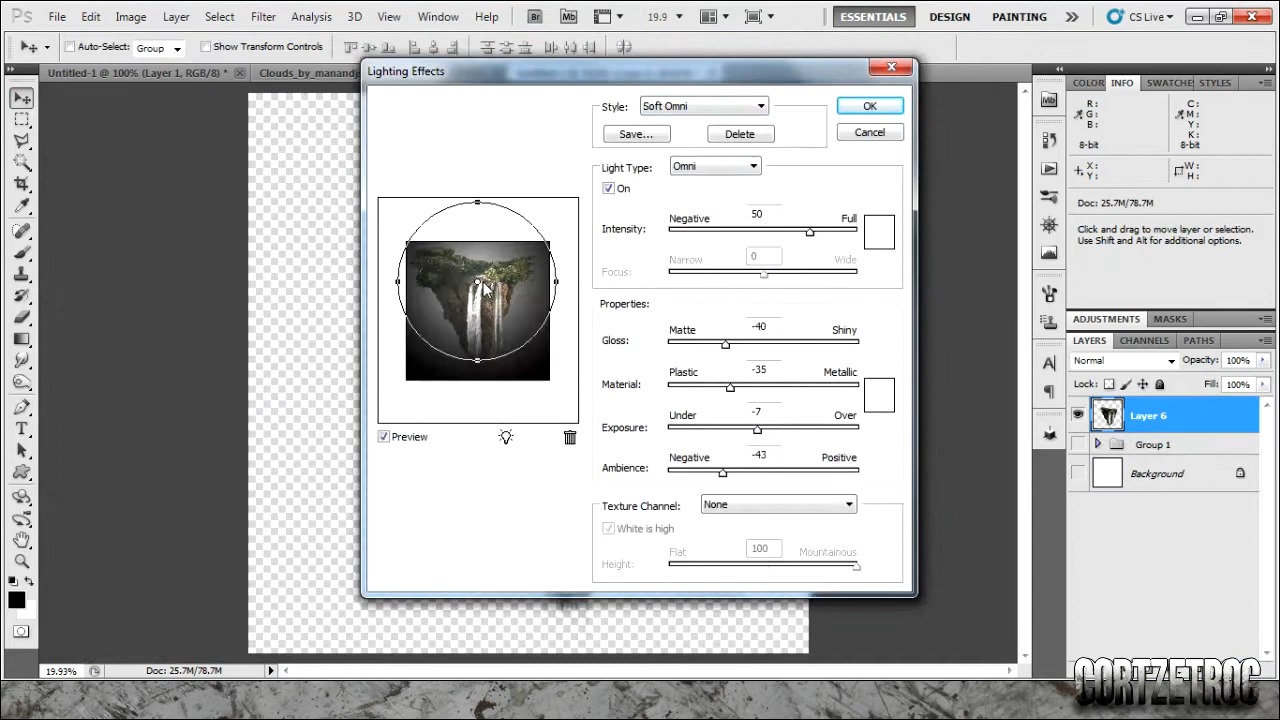 Ps File Edit Image Layer Select Filter Analysis 3D View Window Help Br Mb 19.9 ESSENTIALS DESIGN PAINTING CS Live
Auto-Select: Group Show Transform Controls
Untitled-1 @ 100% (Layer 1, RGB/8) *
Lighting Effects
COLOR INFO SWATCHES STYLES
R:
G:
B:
8-bit
C:
M:
Y:
K:
8-bit
X:
Y:
W:
H:
Doc: 25.7M/78.7M
Click and drag to move layer or selection.
Use Shift and Alt for additional options.
Style: Soft Omni
Save... Delete
OK
Cancel
Light Type: Omni
On
Negative 50 Full
Intensity:
Narrow 0 Wide
Focus:
Properties:
Matte -40 Shiny
Gloss:
Plastic -35 Metallic
Material:
Under -7 Over
Exposure:
Negative -43 Positive
Ambience:
Texture Channel: None
White is high
Flat 100 Mountainous
Height:
Preview
ADJUSTMENTS MASKS
LAYERS CHANNELS PATHS
Normal Opacity: 100%
Lock: Fill: 100%
Layer 6
Group 1
Background
19.93% Doc: 25.7M/78.7M
CORTZETROC